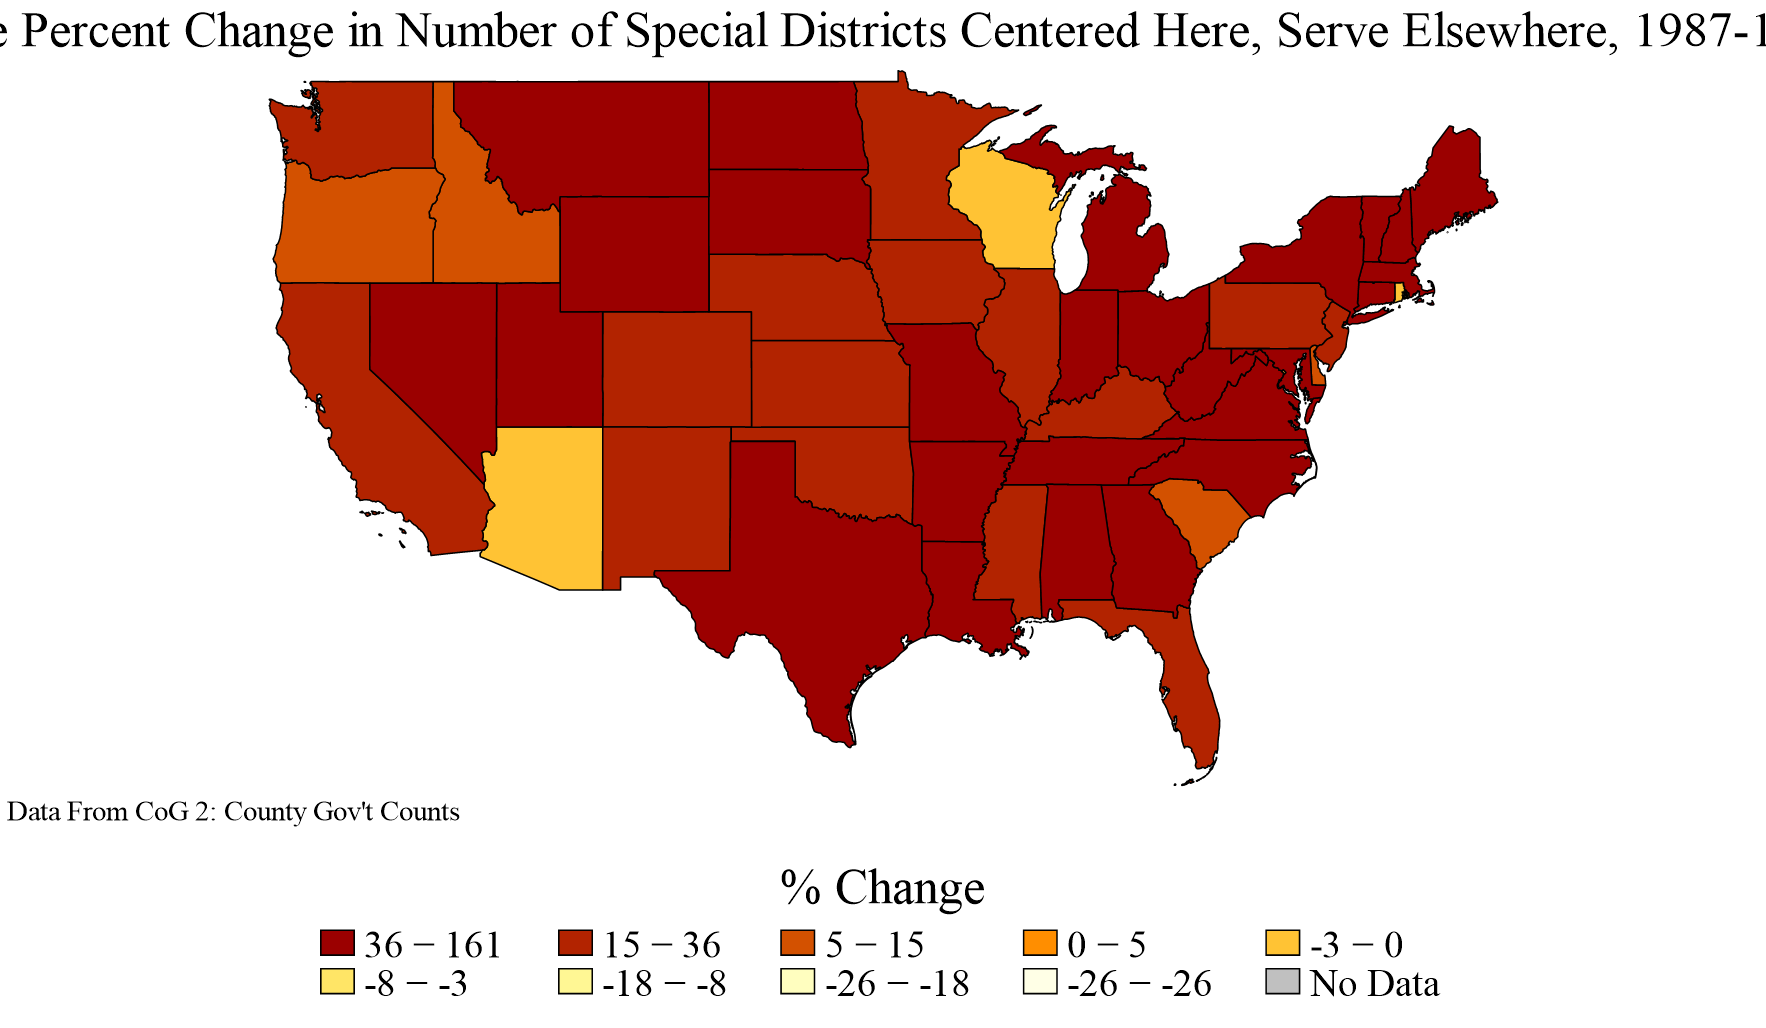 Percent Change in Number of Special Districts Centered Here, Serve Elsewhere, 1987-
Data From CoG 2: County Gov't Counts
% Change
36 − 161 15 − 36 5 − 15 0 − 5 -3 − 0
-8 − -3 -18 − -8 -26 − -18 -26 − -26 No Data